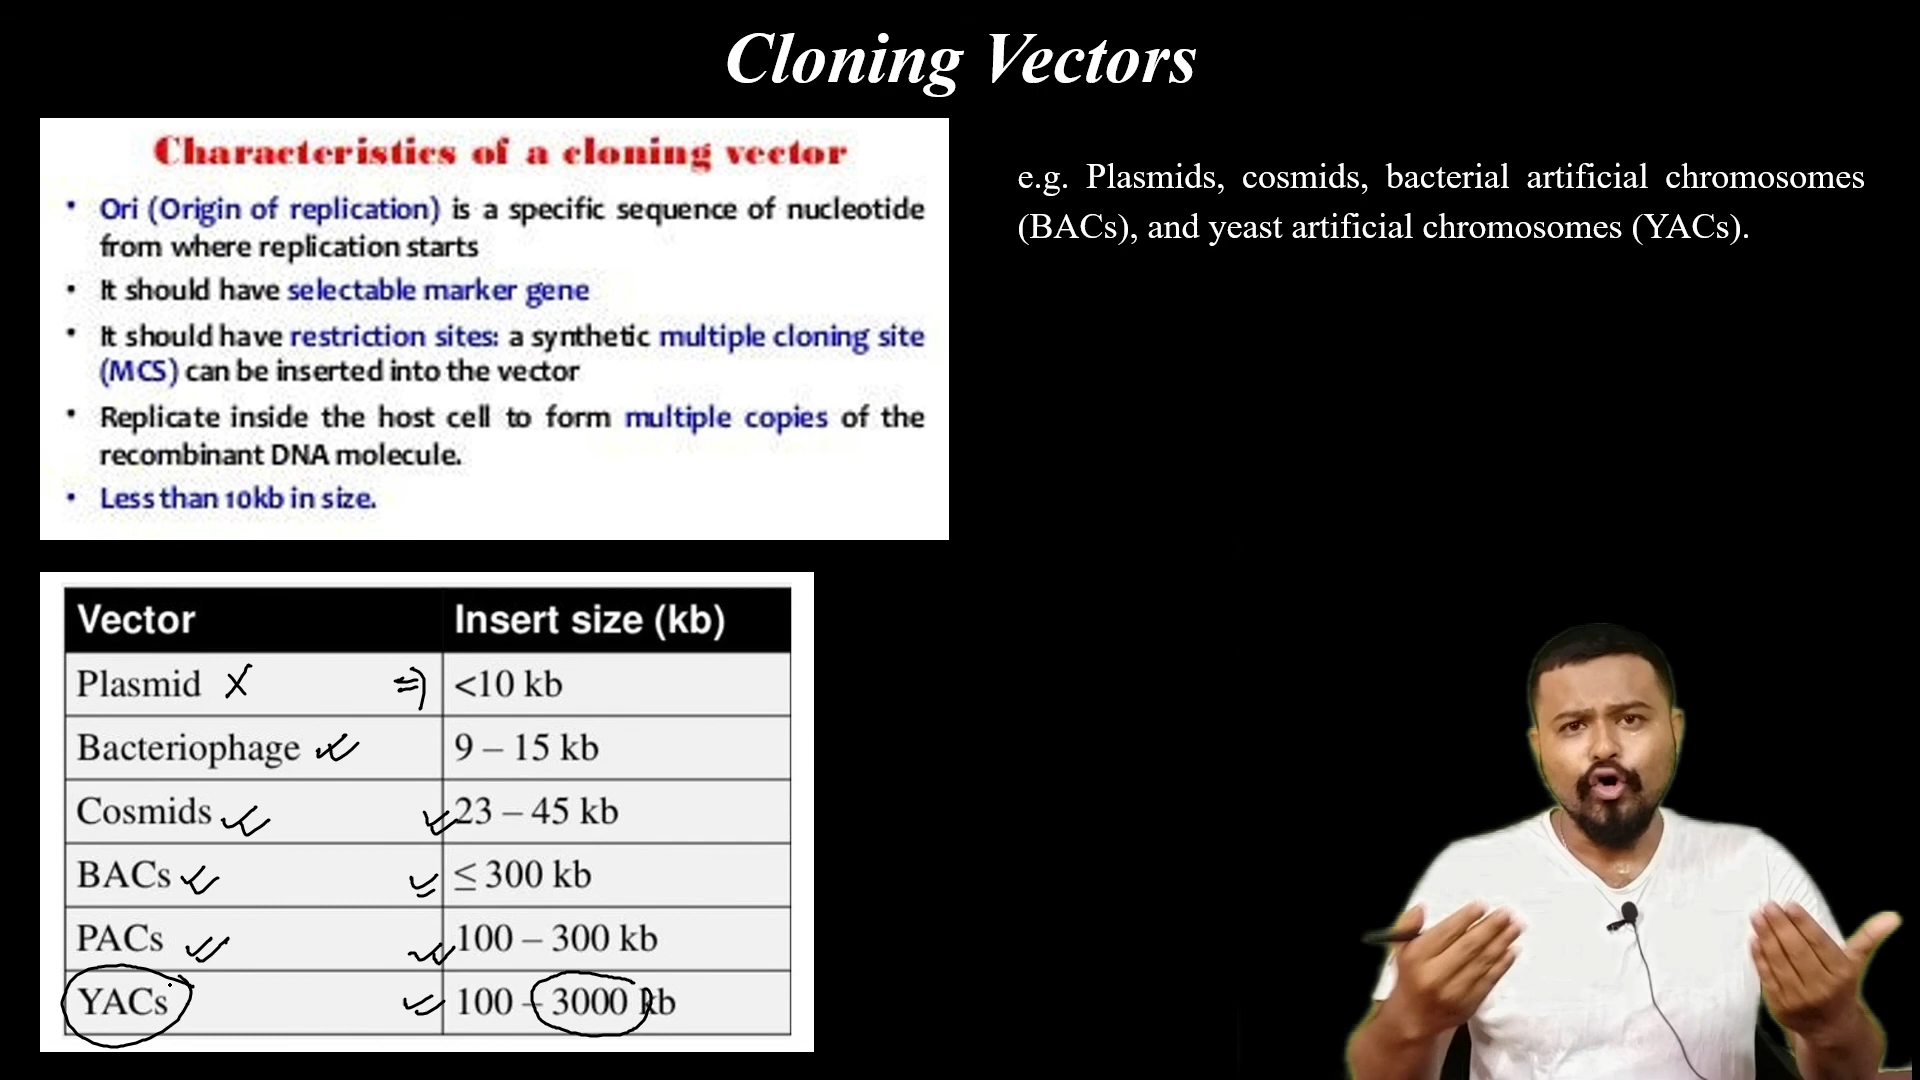 Cloning Vectors
Characteristics of a cloning vector
• Ori (Origin of replication) is a specific sequence of nucleotide
from where replication starts
• It should have selectable marker gene
• It should have restriction sites: a synthetic multiple cloning site
(MCS) can be inserted into the vector
• Replicate inside the host cell to form multiple copies of the
recombinant DNA molecule.
• Less than 10kb in size.
e.g. Plasmids, cosmids, bacterial artificial chromosomes
(BACs), and yeast artificial chromosomes (YACs).
Vector Insert size (kb)
Plasmid X ⇒ <10 kb
Bacteriophage 9 – 15 kb
Cosmids 23 – 45 kb
BACs ≤ 300 kb
PACs 100 – 300 kb
YACs 100 – 3000 kb